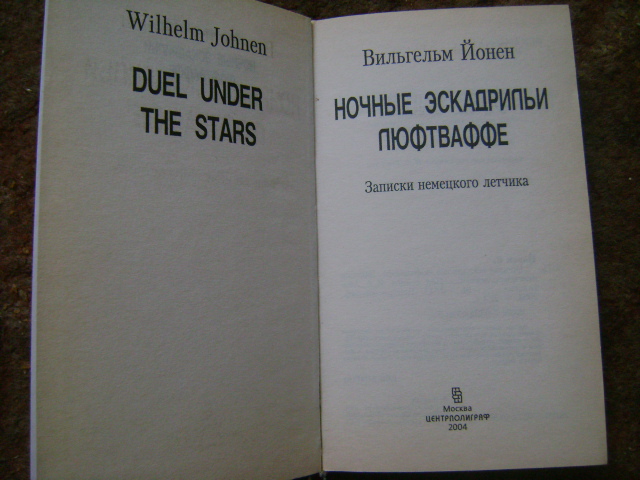 Wilhelm Johnen
DUEL UNDER
THE STARS
Вильгельм Йонен
НОЧНЫЕ ЭСКАДРИЛЬИ
ЛЮФТВАФФЕ
Записки немецкого летчика
Москва
ЦЕНТРПОЛИГРАФ
2004